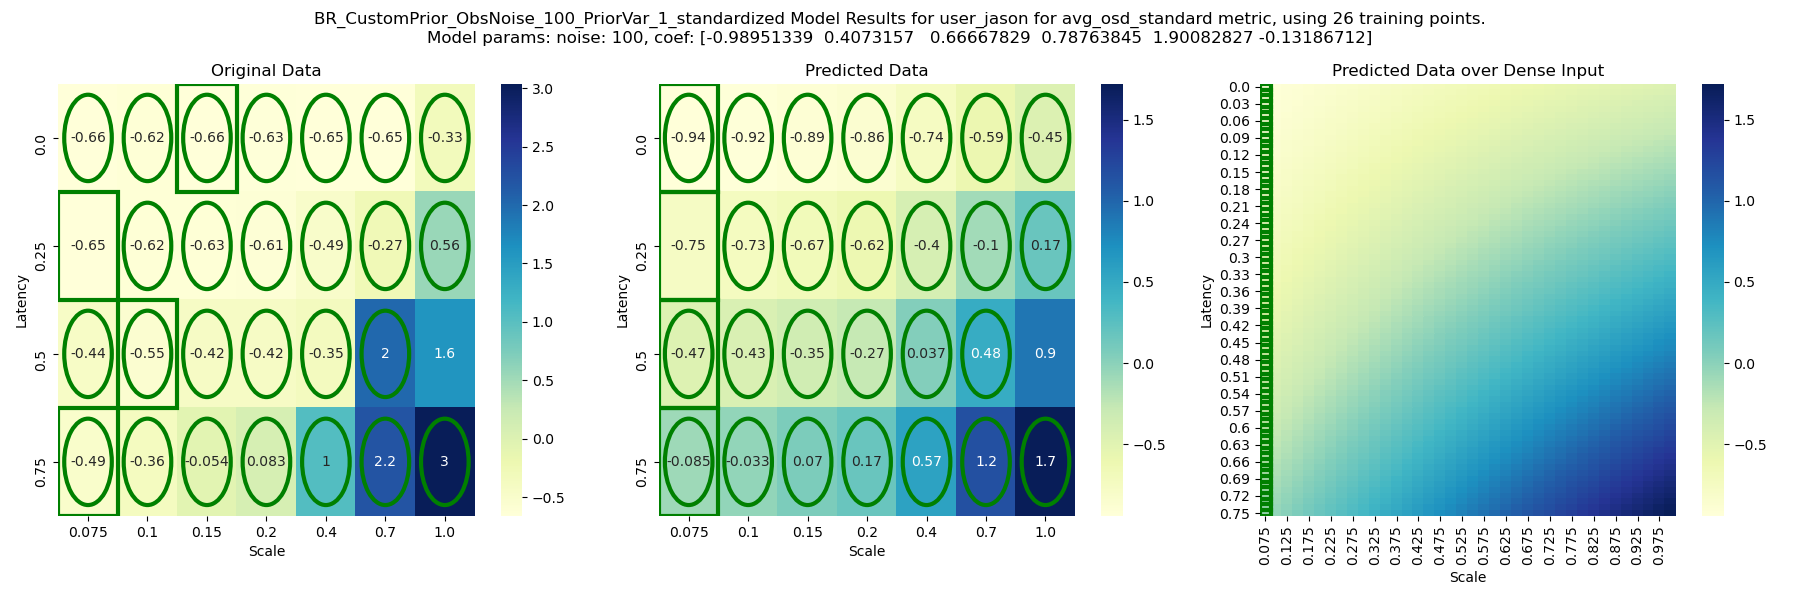 BR_CustomPrior_ObsNoise_100_PriorVar_1_standardized Model Results for user_jason for avg_osd_standard metric, using 26 training points.
Model params: noise: 100, coef: [-0.98951339  0.4073157   0.66667829  0.78763845  1.90082827 -0.13186712]
Original Data
Latency
0.0
-0.66 -0.62 -0.66 -0.63 -0.65 -0.65 -0.33
0.25
-0.65 -0.62 -0.63 -0.61 -0.49 -0.27 0.56
0.5
-0.44 -0.55 -0.42 -0.42 -0.35 2 1.6
0.75
-0.49 -0.36 -0.054 0.083 1 2.2 3
0.075 0.1 0.15 0.2 0.4 0.7 1.0
Scale
3.0
2.5
2.0
1.5
1.0
0.5
0.0
−0.5
Predicted Data
Latency
0.0
-0.94 -0.92 -0.89 -0.86 -0.74 -0.59 -0.45
0.25
-0.75 -0.73 -0.67 -0.62 -0.4 -0.1 0.17
0.5
-0.47 -0.43 -0.35 -0.27 0.037 0.48 0.9
0.75
-0.085 -0.033 0.07 0.17 0.57 1.2 1.7
0.075 0.1 0.15 0.2 0.4 0.7 1.0
Scale
1.5
1.0
0.5
0.0
−0.5
Predicted Data over Dense Input
Latency
0.0
0.03
0.06
0.09
0.12
0.15
0.18
0.21
0.24
0.27
0.3
0.33
0.36
0.39
0.42
0.45
0.48
0.51
0.54
0.57
0.6
0.63
0.66
0.69
0.72
0.75
0.075 0.125 0.175 0.225 0.275 0.325 0.375 0.425 0.475 0.525 0.575 0.625 0.675 0.725 0.775 0.825 0.875 0.925 0.975
Scale
1.5
1.0
0.5
0.0
−0.5